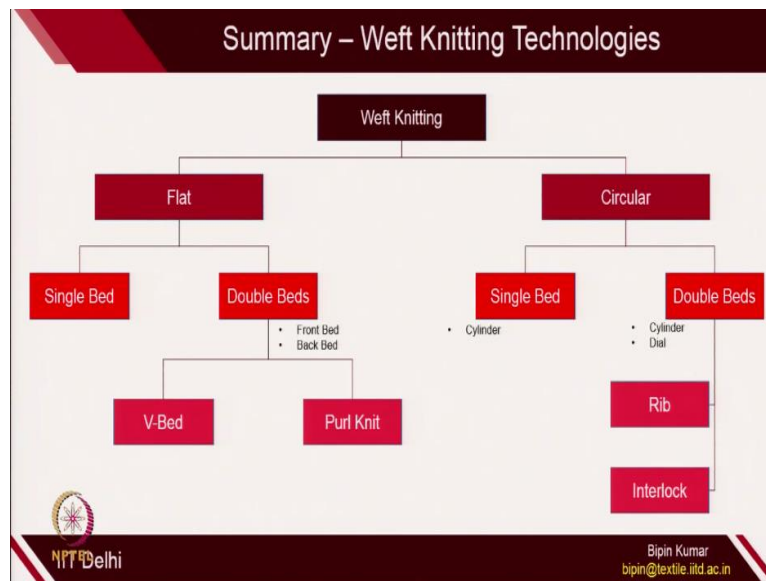 Summary – Weft Knitting Technologies
Weft Knitting
Flat
Circular
Single Bed
Double Beds
Single Bed
Double Beds
• Front Bed
• Back Bed
• Cylinder
• Cylinder
• Dial
V-Bed
Purl Knit
Rib
Interlock
NPTEL
IIT Delhi
Bipin Kumar
bipin@textile.iitd.ac.in